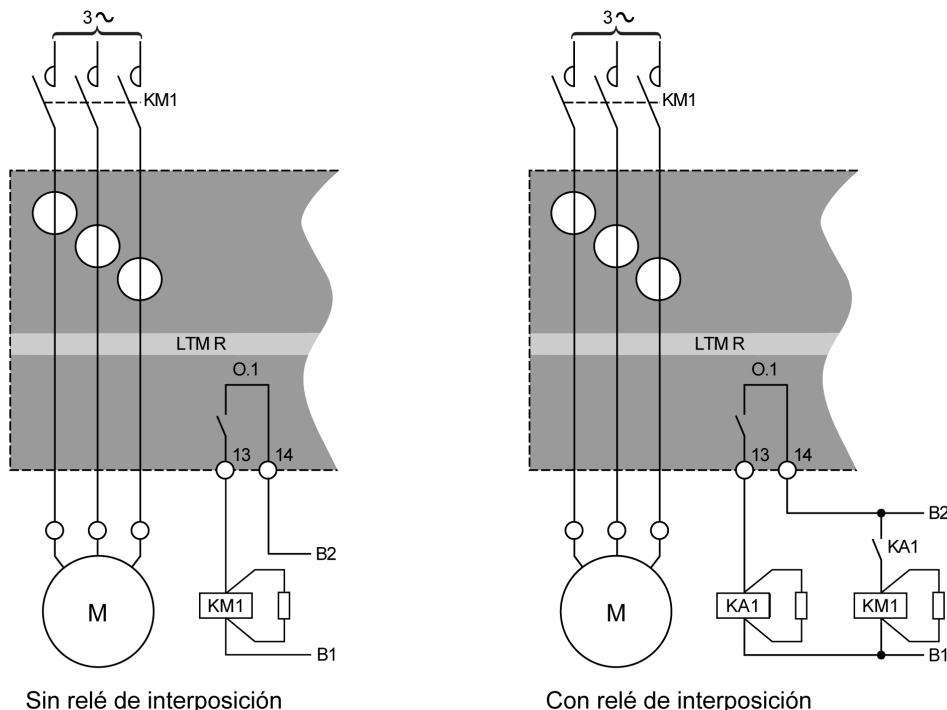 3∿
KM1
LTM R
O.1
13
14
B2
KM1
M
B1
Sin relé de interposición
3∿
KM1
LTM R
O.1
13
14
B2
KA1
KA1
KM1
M
B1
Con relé de interposición